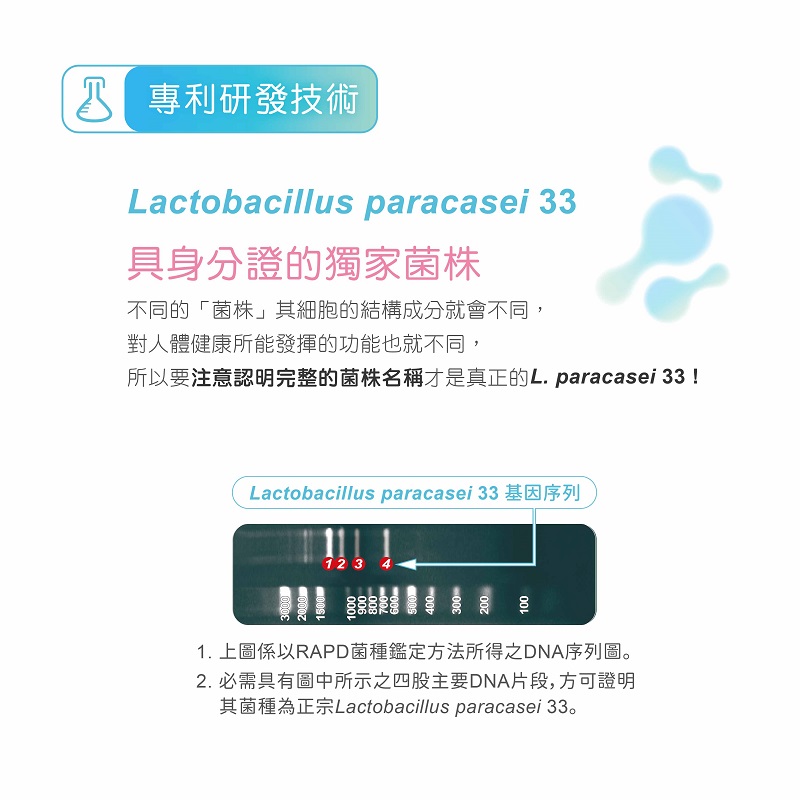 專利研發技術
Lactobacillus paracasei 33
具身分證的獨家菌株
不同的「菌株」其細胞的結構成分就會不同，
對人體健康所能發揮的功能也就不同，
所以要注意認明完整的菌株名稱才是真正的L. paracasei 33！
Lactobacillus paracasei 33 基因序列
1 2 3 4
3000 2000 1500 1000 900 800 700 600 500 400 300 200 100
1. 上圖係以RAPD菌種鑑定方法所得之DNA序列圖。
2. 必需具有圖中所示之四股主要DNA片段，方可證明
其菌種為正宗Lactobacillus paracasei 33。